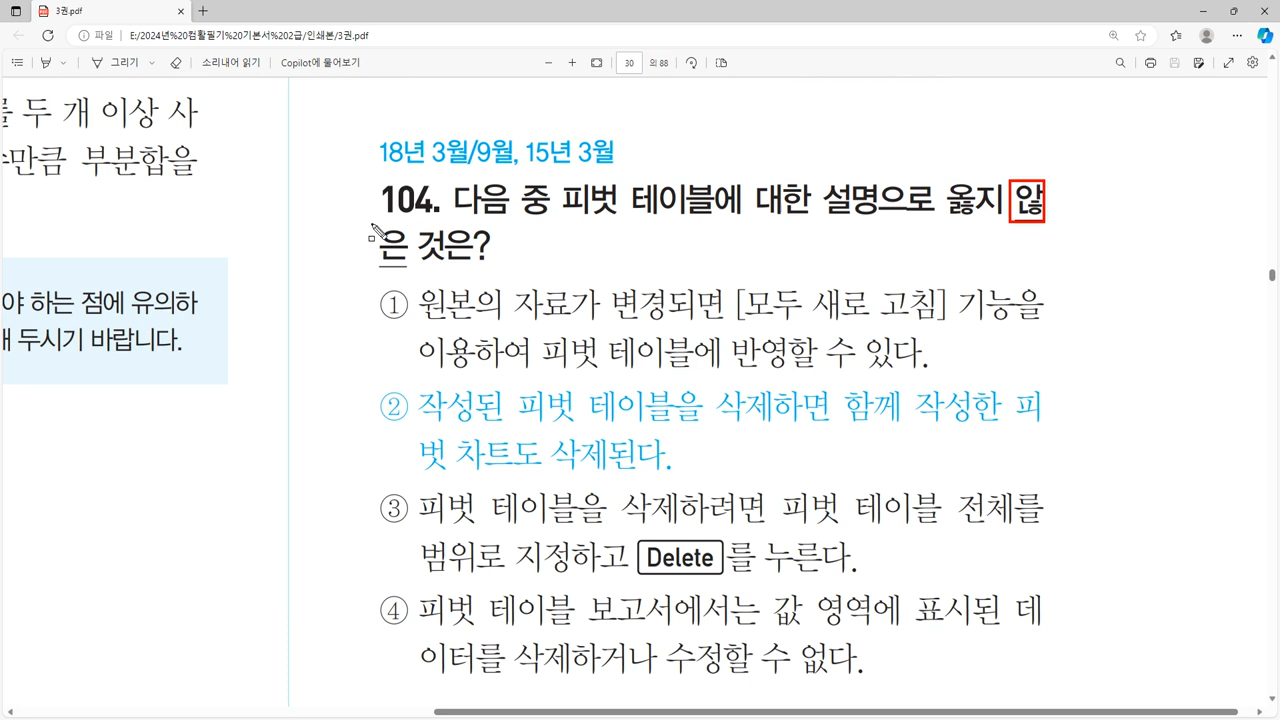 3권.pdf
파일 E:/2024년%20컴활필기%20기본서%202급/인쇄본/3권.pdf
그리기 소리내어 읽기 Copilot에 물어보기 30 의 88
두 개 이상 사
만큼 부분합을
야 하는 점에 유의하
두시기 바랍니다.
18년 3월/9월, 15년 3월
104. 다음 중 피벗 테이블에 대한 설명으로 옳지 않
은 것은?
① 원본의 자료가 변경되면 [모두 새로 고침] 기능을
이용하여 피벗 테이블에 반영할 수 있다.
② 작성된 피벗 테이블을 삭제하면 함께 작성한 피
벗 차트도 삭제된다.
③ 피벗 테이블을 삭제하려면 피벗 테이블 전체를
범위로 지정하고 Delete를 누른다.
④ 피벗 테이블 보고서에서는 값 영역에 표시된 데
이터를 삭제하거나 수정할 수 없다.